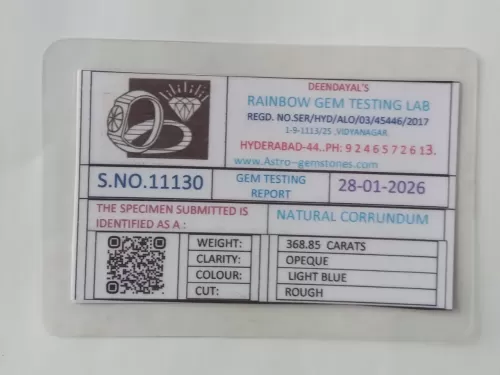 DEENDAYAL'S
RAINBOW GEM TESTING LAB
REGD. NO.SER/HYD/ALO/03/45446/2017
1-9-1113/25 ,VIDYANAGAR
HYDERABAD-44..PH: 9 2 4 6 5 7 2 6 13.
www.Astro-gemstones.com
S.NO.11130
GEM TESTING
REPORT
28-01-2026
THE SPECIMEN SUBMITTED IS
IDENTIFIED AS A :
NATURAL CORRUNDUM
WEIGHT: 368.85 CARATS
CLARITY: OPEQUE
COLOUR: LIGHT BLUE
CUT: ROUGH